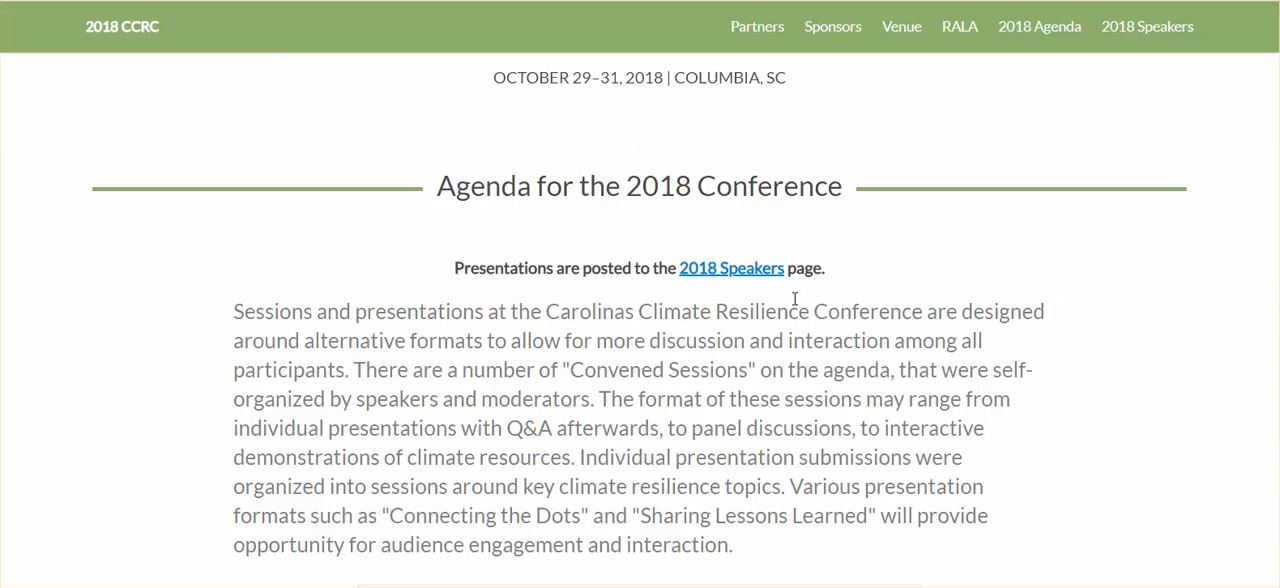 2018 CCRC Partners Sponsors Venue RALA 2018 Agenda 2018 Speakers
OCTOBER 29–31, 2018 | COLUMBIA, SC
Agenda for the 2018 Conference
Presentations are posted to the 2018 Speakers page.
Sessions and presentations at the Carolinas Climate Resilience Conference are designed
around alternative formats to allow for more discussion and interaction among all
participants. There are a number of "Convened Sessions" on the agenda, that were self-
organized by speakers and moderators. The format of these sessions may range from
individual presentations with Q&A afterwards, to panel discussions, to interactive
demonstrations of climate resources. Individual presentation submissions were
organized into sessions around key climate resilience topics. Various presentation
formats such as "Connecting the Dots" and "Sharing Lessons Learned" will provide
opportunity for audience engagement and interaction.